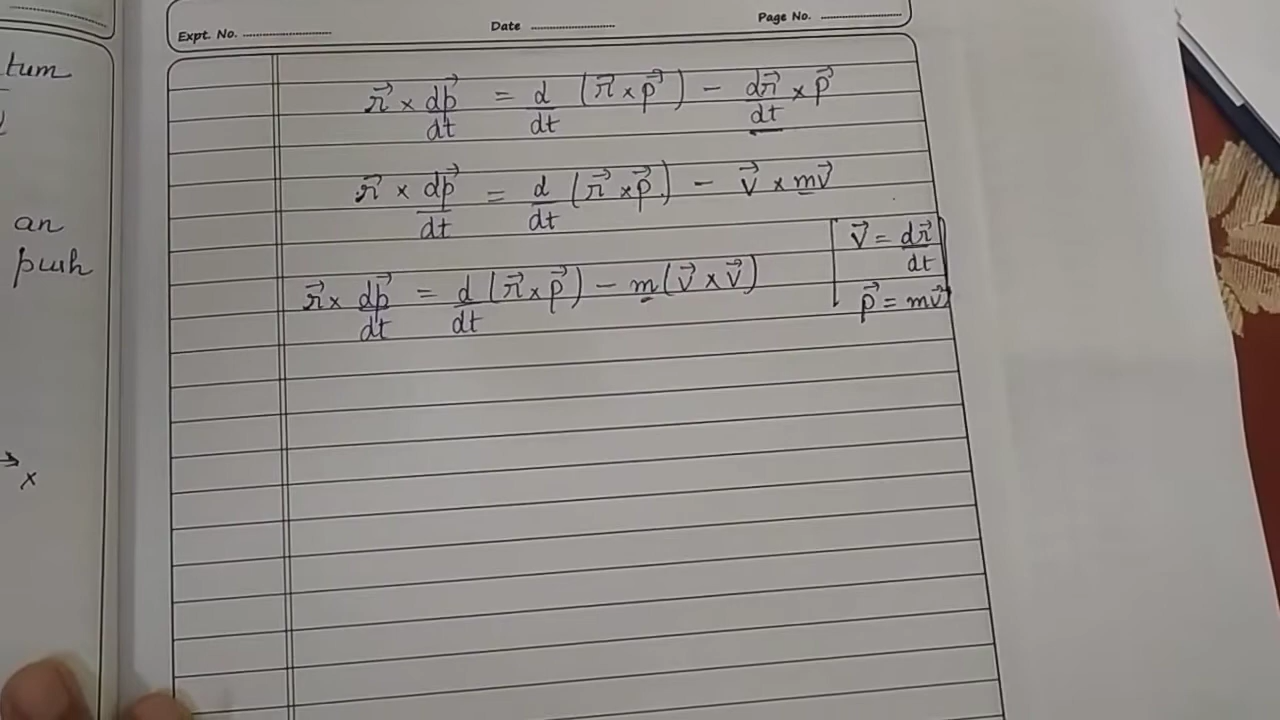 Expt. No. ............
Date ............
Page No. ............
tum
an
push
x
r⃗ × dp⃗/dt = d/dt (r⃗ × p⃗) − dr⃗/dt × p⃗
r⃗ × dp⃗/dt = d/dt (r⃗ × p⃗) − v⃗ × mv⃗
[v⃗ = dr⃗/dt
p⃗ = mv⃗]
r⃗ × dp⃗/dt = d/dt (r⃗ × p⃗) − m(v⃗ × v⃗)